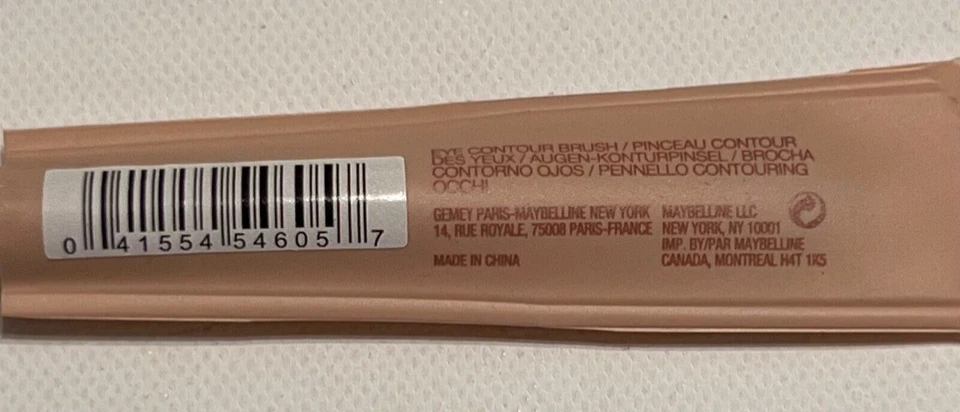 0 41554 54605 7
EYE CONTOUR BRUSH / PINCEAU CONTOUR
DES YEUX / AUGEN-KONTURPINSEL / BROCHA
CONTORNO OJOS / PENNELLO CONTOURING
OCCHI
GEMEY PARIS-MAYBELLINE NEW YORK
14, RUE ROYALE, 75008 PARIS-FRANCE
MADE IN CHINA
MAYBELLINE LLC
NEW YORK, NY 10001
IMP. BY/PAR MAYBELLINE
CANADA, MONTREAL H4T 1K5